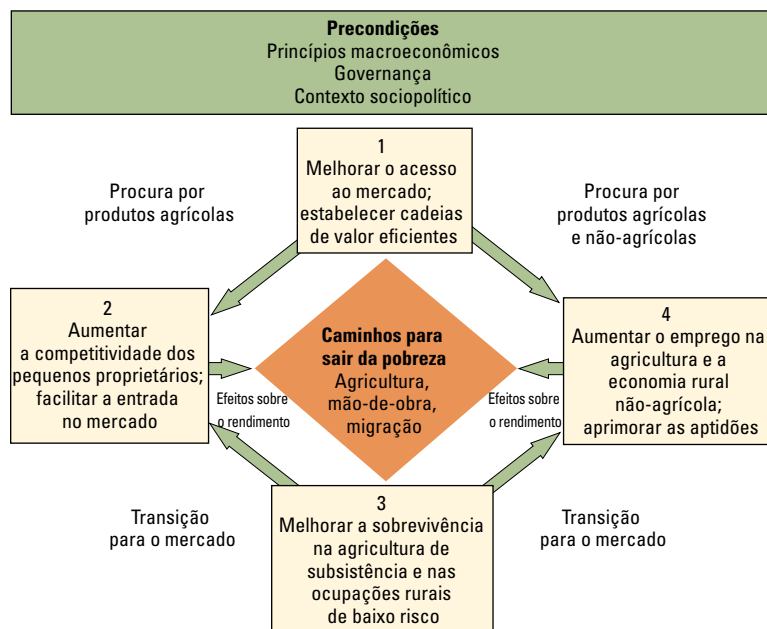 Precondições
Princípios macroeconômicos
Governança
Contexto sociopolítico
1
Melhorar o acesso
ao mercado;
estabelecer cadeias
de valor eficientes
Procura por
produtos agrícolas
Procura por
produtos agrícolas
e não-agrícolas
2
Aumentar
a competitividade dos
pequenos proprietários;
facilitar a entrada
no mercado
Efeitos sobre
o rendimento
Caminhos para
sair da pobreza
Agricultura,
mão-de-obra,
migração
Efeitos sobre
o rendimento
4
Aumentar o emprego na
agricultura e a
economia rural
não-agrícola;
aprimorar as aptidões
Transição
para o mercado
3
Melhorar a sobrevivência
na agricultura de
subsistência e nas
ocupações rurais
de baixo risco
Transição
para o mercado